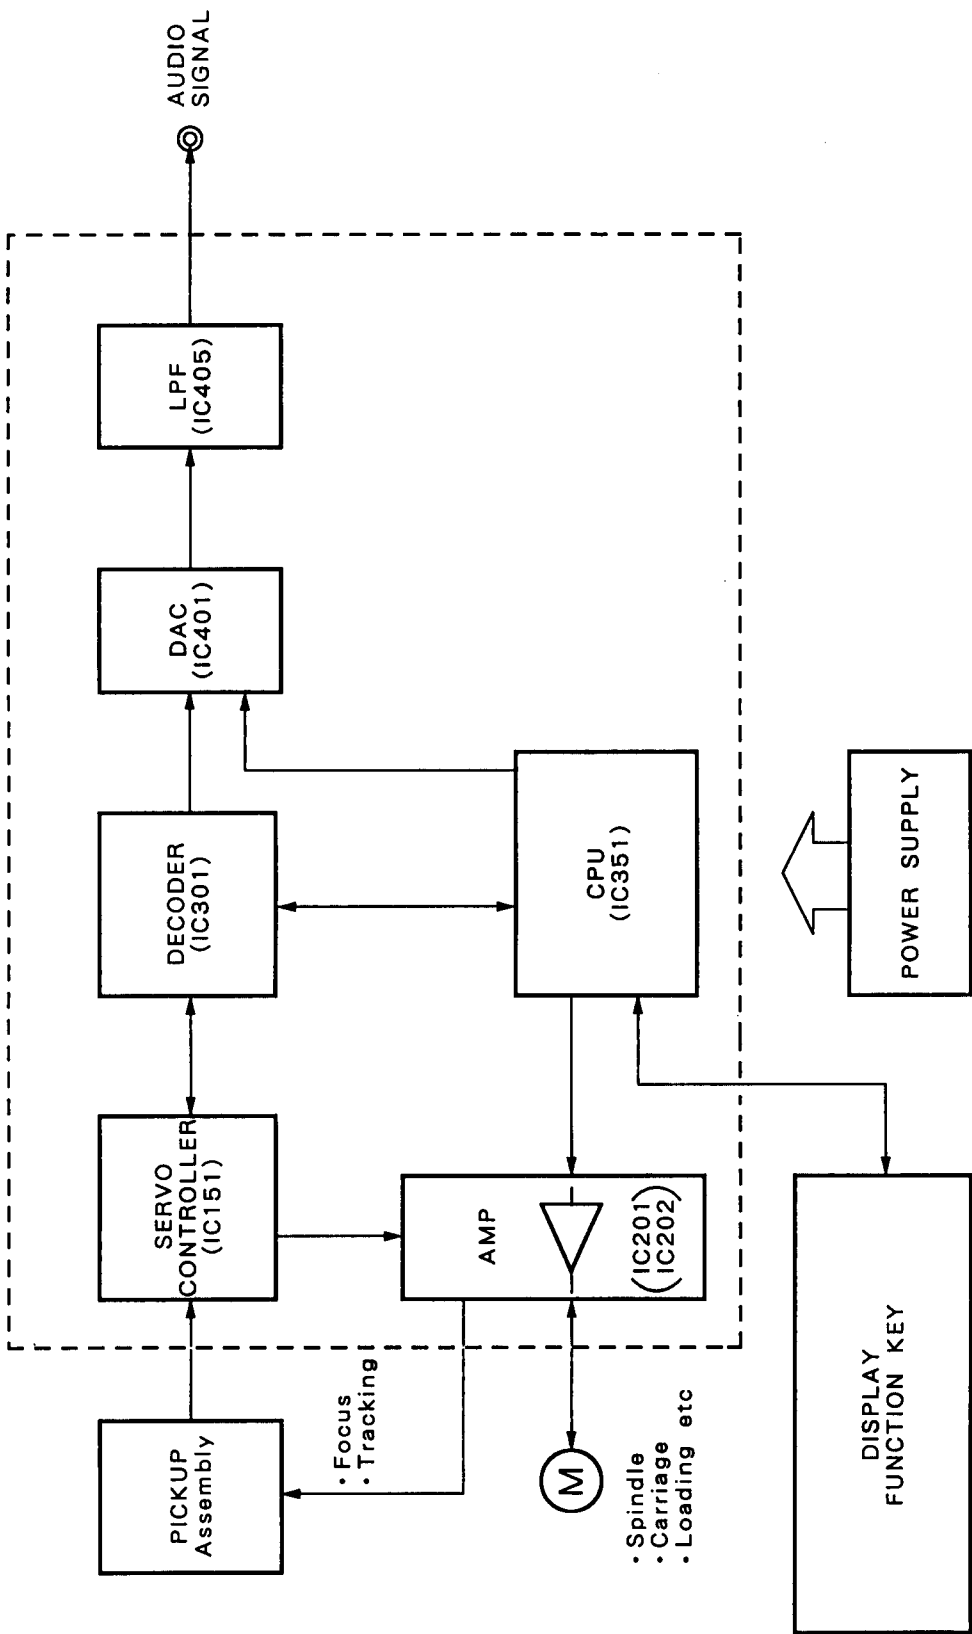 PICKUP
Assembly
SERVO
CONTROLLER
(IC151)
DECODER
(IC301)
DAC
(IC401)
LPF
(IC405)
AUDIO
SIGNAL
• Focus
• Tracking
AMP
(IC201)
(IC202)
CPU
(IC351)
M
• Spindle
• Carriage
• Loading etc
DISPLAY
FUNCTION KEY
POWER SUPPLY